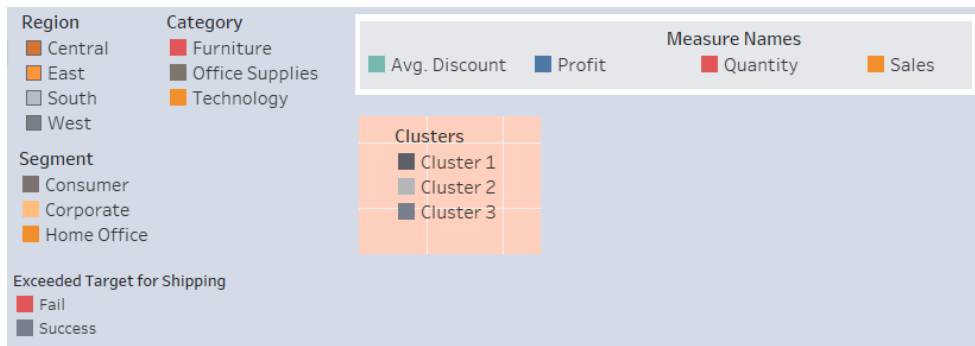 Region
Central
East
South
West
Category
Furniture
Office Supplies
Technology
Measure Names
Avg. Discount Profit Quantity Sales
Segment
Consumer
Corporate
Home Office
Clusters
Cluster 1
Cluster 2
Cluster 3
Exceeded Target for Shipping
Fail
Success